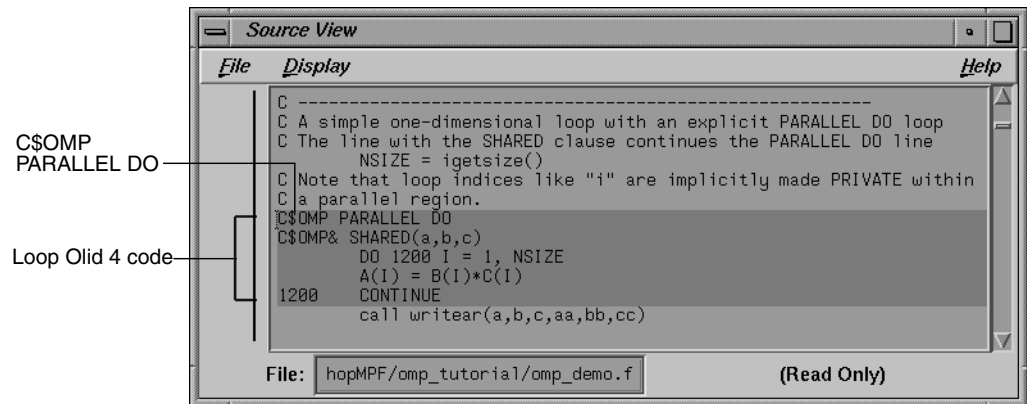 Source View
File Display Help
C --------------------------------------------------------
C A simple one-dimensional loop with an explicit PARALLEL DO loop
C The line with the SHARED clause continues the PARALLEL DO line
NSIZE = igetsize()
C Note that loop indices like "i" are implicitly made PRIVATE within
C a parallel region.
C$OMP PARALLEL DO
C$OMP& SHARED(a,b,c)
DO 1200 I = 1, NSIZE
A(I) = B(I)*C(I)
1200 CONTINUE
call writear(a,b,c,aa,bb,cc)
File: hopMPF/omp_tutorial/omp_demo.f (Read Only)
C$OMP
PARALLEL DO
Loop Olid 4 code